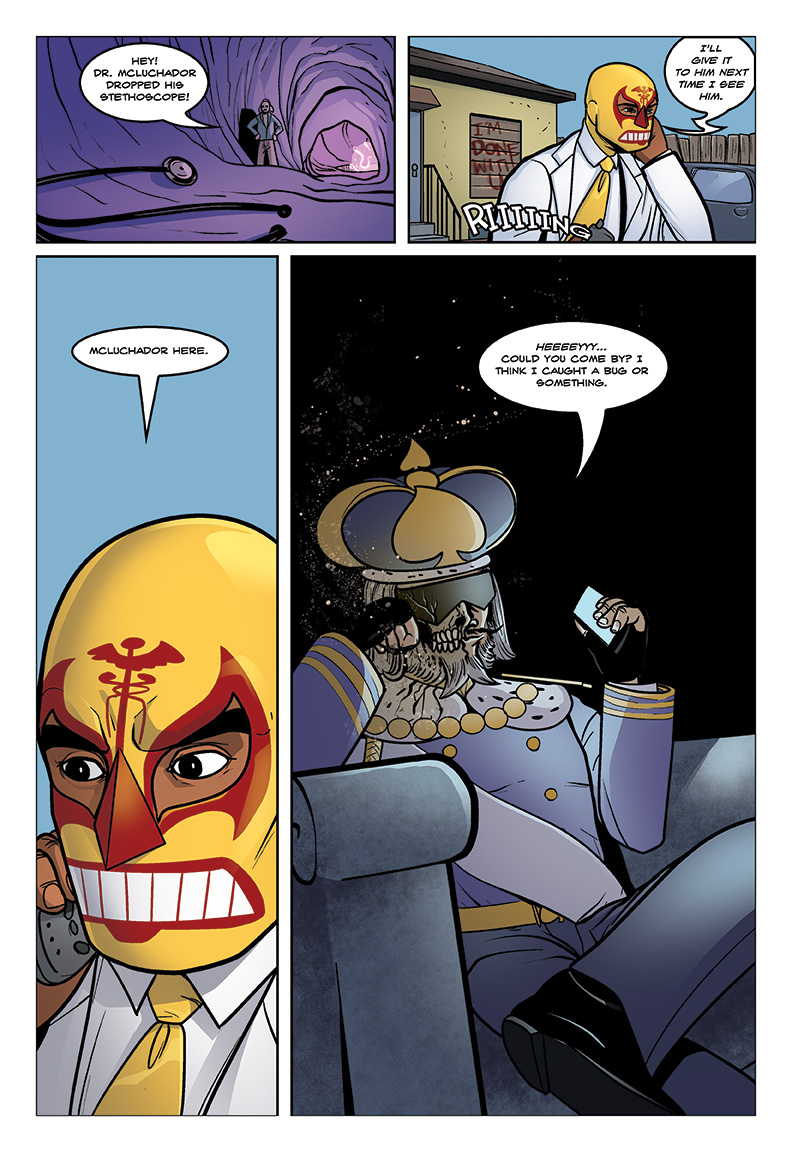 HEY!
DR. MCLUCHADOR
DROPPED HIS
STETHOSCOPE!
I'LL
GIVE IT
TO HIM NEXT
TIME I SEE
HIM.
I'M
DONE
WITH
U
RIIIIING
MCLUCHADOR HERE.
HEEEEYYY...
COULD YOU COME BY? I
THINK I CAUGHT A BUG OR
SOMETHING.